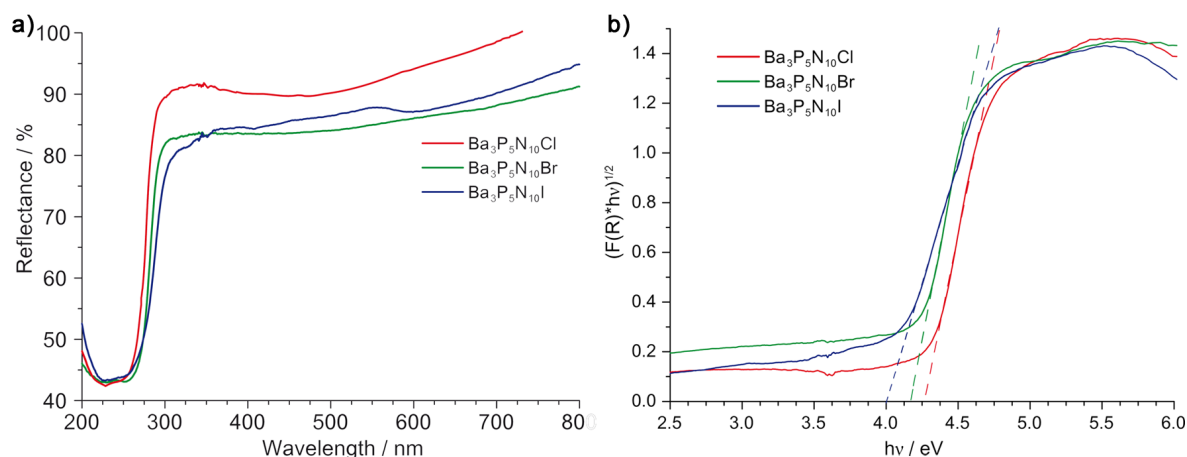 a)
100
90
80
70
60
50
40
Reflectance / %
Ba₃P₅N₁₀Cl
Ba₃P₅N₁₀Br
Ba₃P₅N₁₀I
200 300 400 500 600 700 800
Wavelength / nm
b)
1.4
1.2
1.0
0.8
0.6
0.4
0.2
0.0
(F(R)*hν)^1/2
Ba₃P₅N₁₀Cl
Ba₃P₅N₁₀Br
Ba₃P₅N₁₀I
2.5 3.0 3.5 4.0 4.5 5.0 5.5 6.0
hν / eV